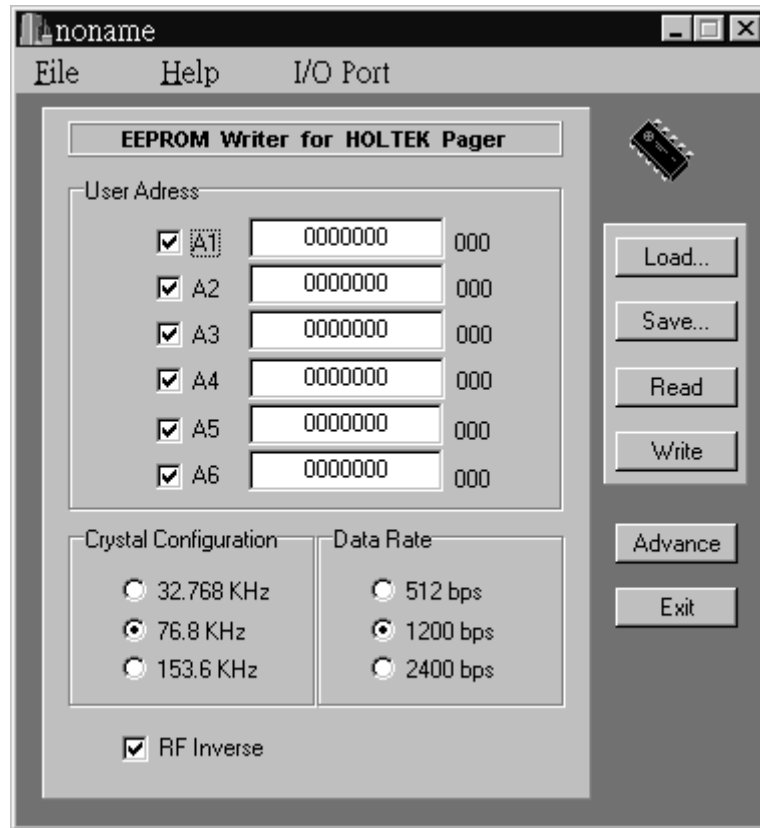 noname
File Help I/O Port
EEPROM Writer for HOLTEK Pager
User Adress
A1 0000000 000
A2 0000000 000
A3 0000000 000
A4 0000000 000
A5 0000000 000
A6 0000000 000
Load...
Save...
Read
Write
Crystal Configuration
32.768 KHz
76.8 KHz
153.6 KHz
Data Rate
512 bps
1200 bps
2400 bps
Advance
Exit
RF Inverse